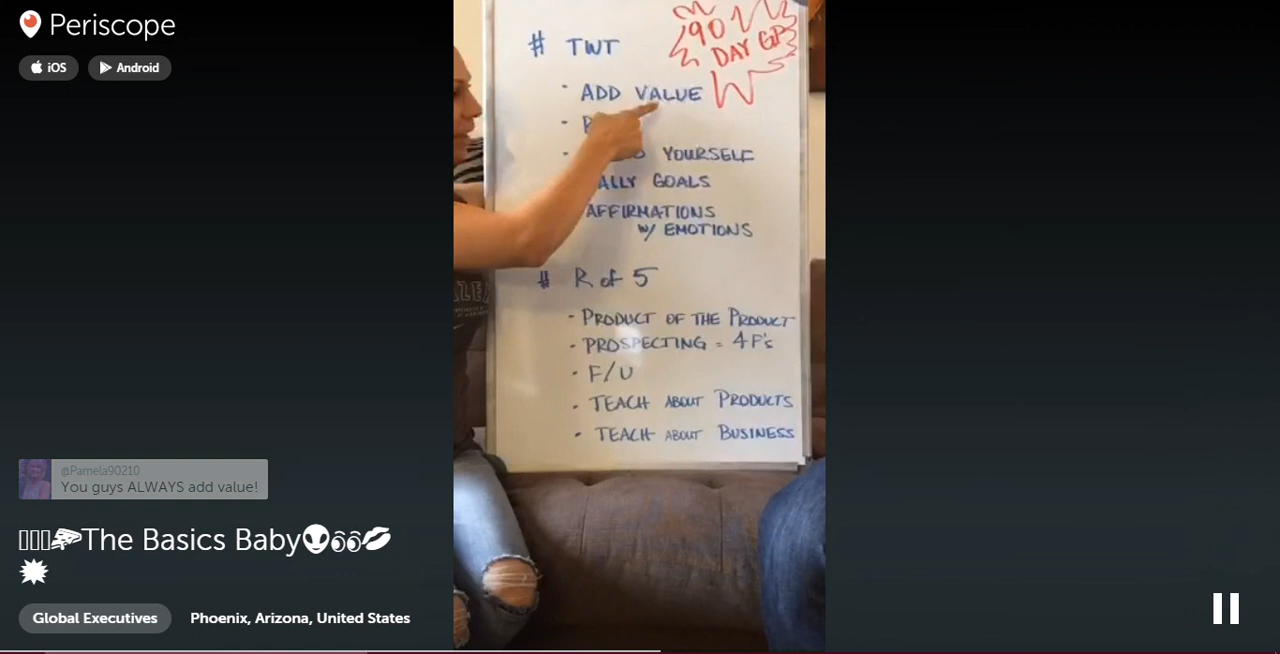 Periscope
iOS
Android
# TWT
90
DAY GP
- ADD VALUE
YOURSELF
GOALS
AFFIRMATIONS
W/ EMOTIONS
# R of 5
- PRODUCT OF THE PRODUCT
- PROSPECTING = 4 F's
- F/U
- TEACH ABOUT PRODUCTS
- TEACH ABOUT BUSINESS
@Pamela90210
You guys ALWAYS add value!
The Basics Baby
Global Executives
Phoenix, Arizona, United States